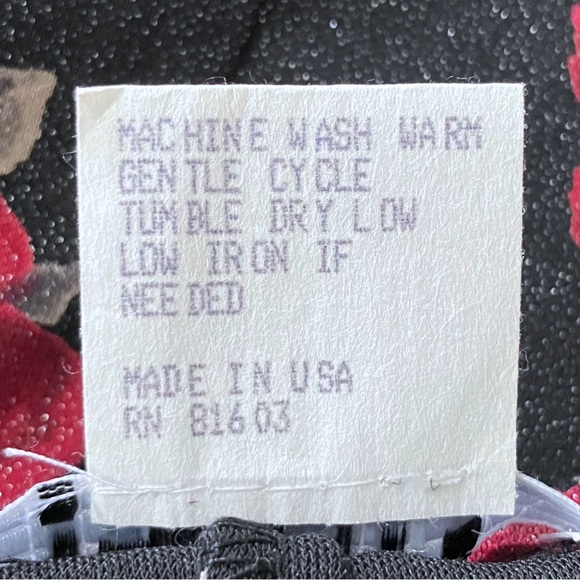 MACHINE WASH WARM
GENTLE CYCLE
TUMBLE DRY LOW
LOW IRON IF
NEEDED
MADE IN USA
RN 81603